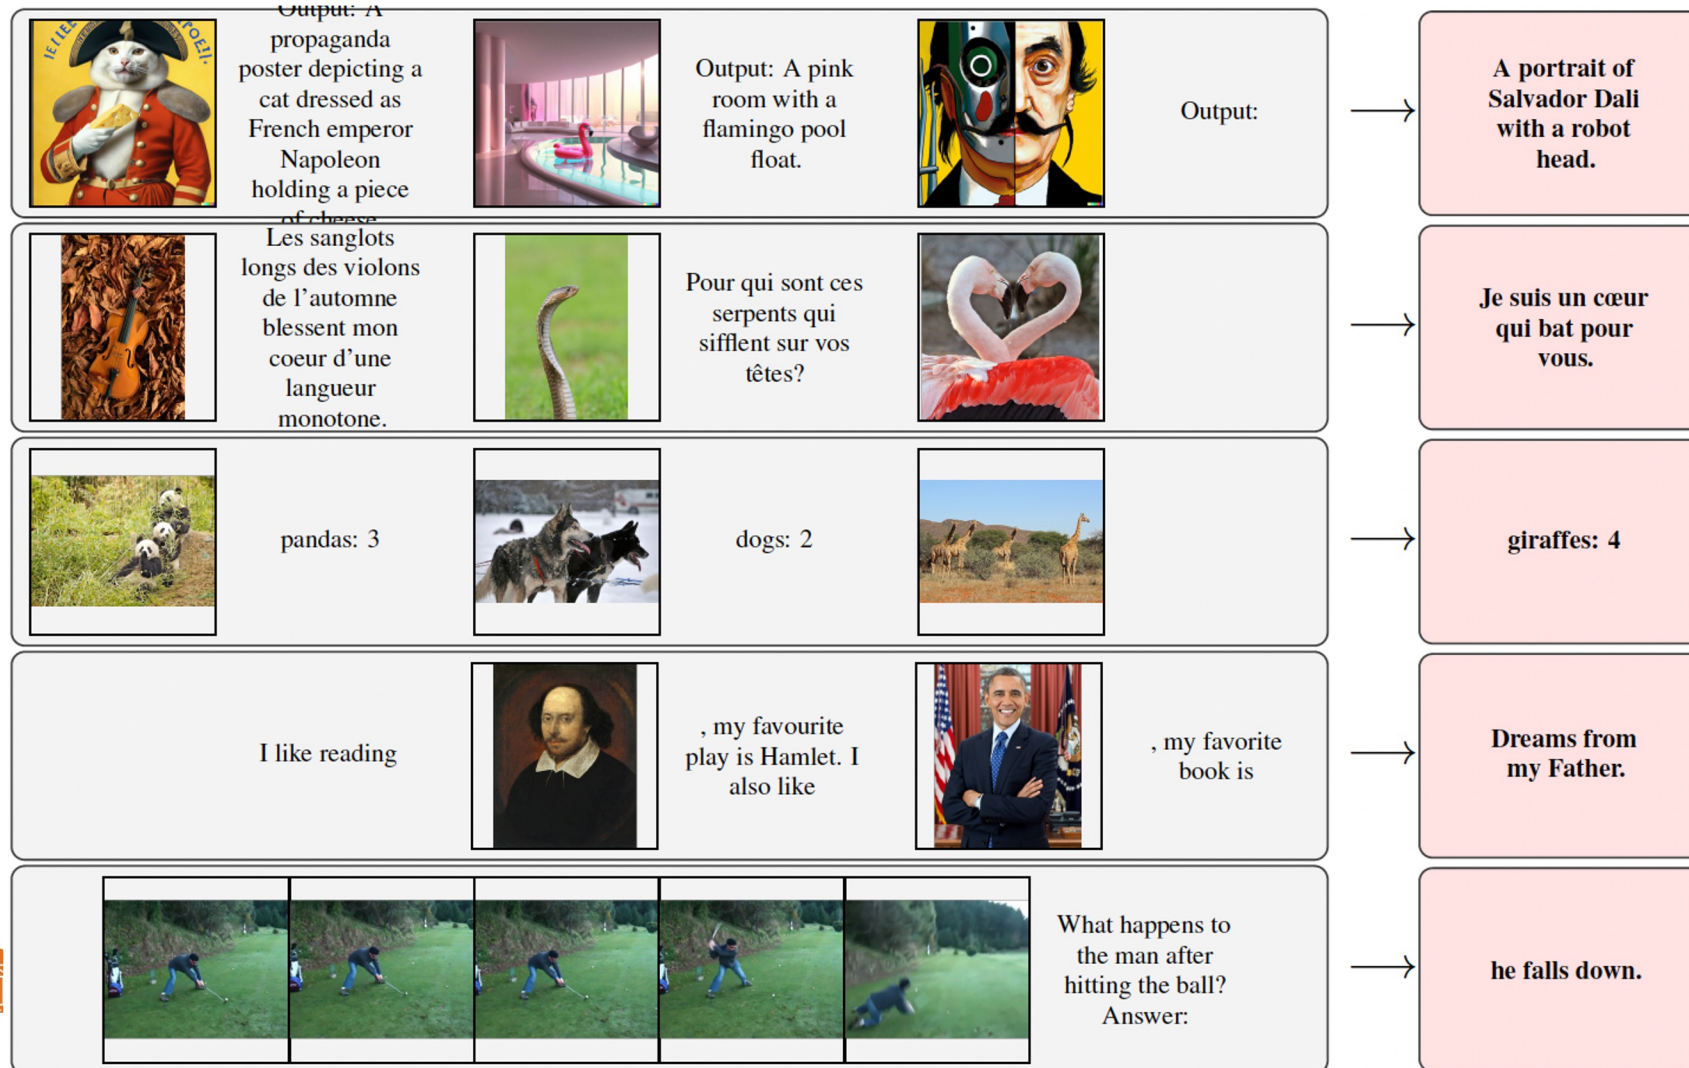 Output: A
propaganda
poster depicting a
cat dressed as
French emperor
Napoleon
holding a piece
of cheese.
Output: A pink
room with a
flamingo pool
float.
Output:
A portrait of
Salvador Dali
with a robot
head.
Les sanglots
longs des violons
de l'automne
blessent mon
coeur d'une
langueur
monotone.
Pour qui sont ces
serpents qui
sifflent sur vos
têtes?
Je suis un cœur
qui bat pour
vous.
pandas: 3
dogs: 2
giraffes: 4
I like reading
, my favourite
play is Hamlet. I
also like
, my favorite
book is
Dreams from
my Father.
What happens to
the man after
hitting the ball?
Answer:
he falls down.